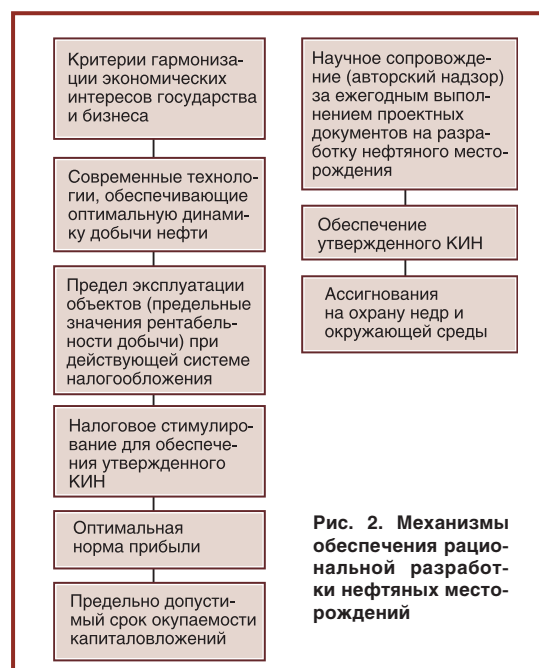 Критерии гармониза-
ции экономических
интересов государства
и бизнеса
Современные техноло-
гии, обеспечивающие
оптимальную динами-
ку добычи нефти
Предел эксплуатации
объектов (предельные
значения рентабель-
ности добычи) при
действующей системе
налогообложения
Налоговое стимулиро-
вание для обеспече-
ния утвержденного
КИН
Оптимальная
норма прибыли
Предельно допусти-
мый срок окупаемости
капиталовложений
Научное сопровожде-
ние (авторский надзор)
за ежегодным выпол-
нением проектных
документов на разра-
ботку нефтяного место-
рождения
Обеспечение
утвержденного КИН
Ассигнования
на охрану недр и
окружающей среды
Рис. 2. Механизмы
обеспечения рацио-
нальной разработ-
ки нефтяных место-
рождений